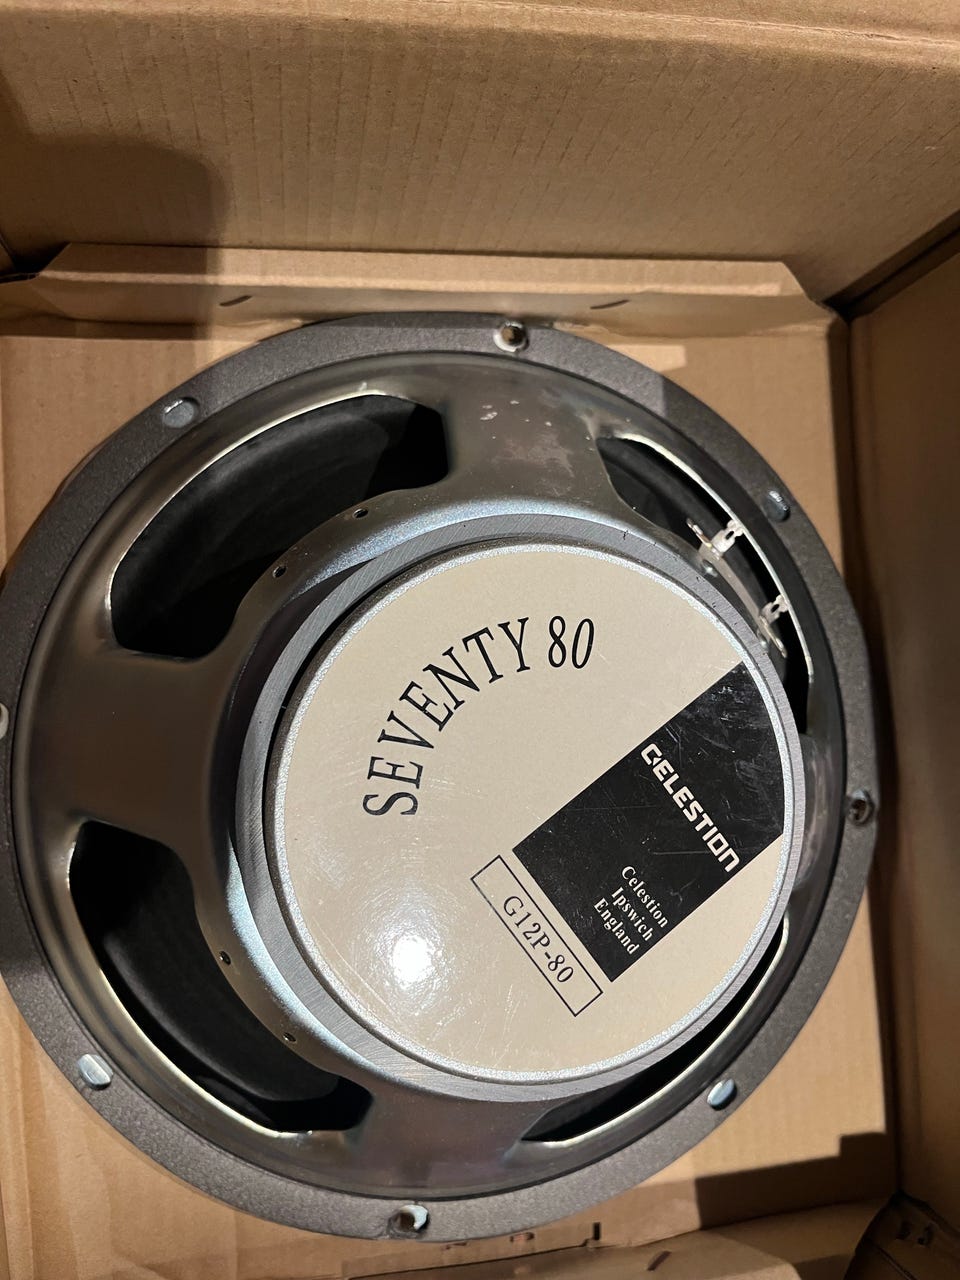 SEVENTY 80
CELESTION
Celestion
Ipswich
England
G12P-80